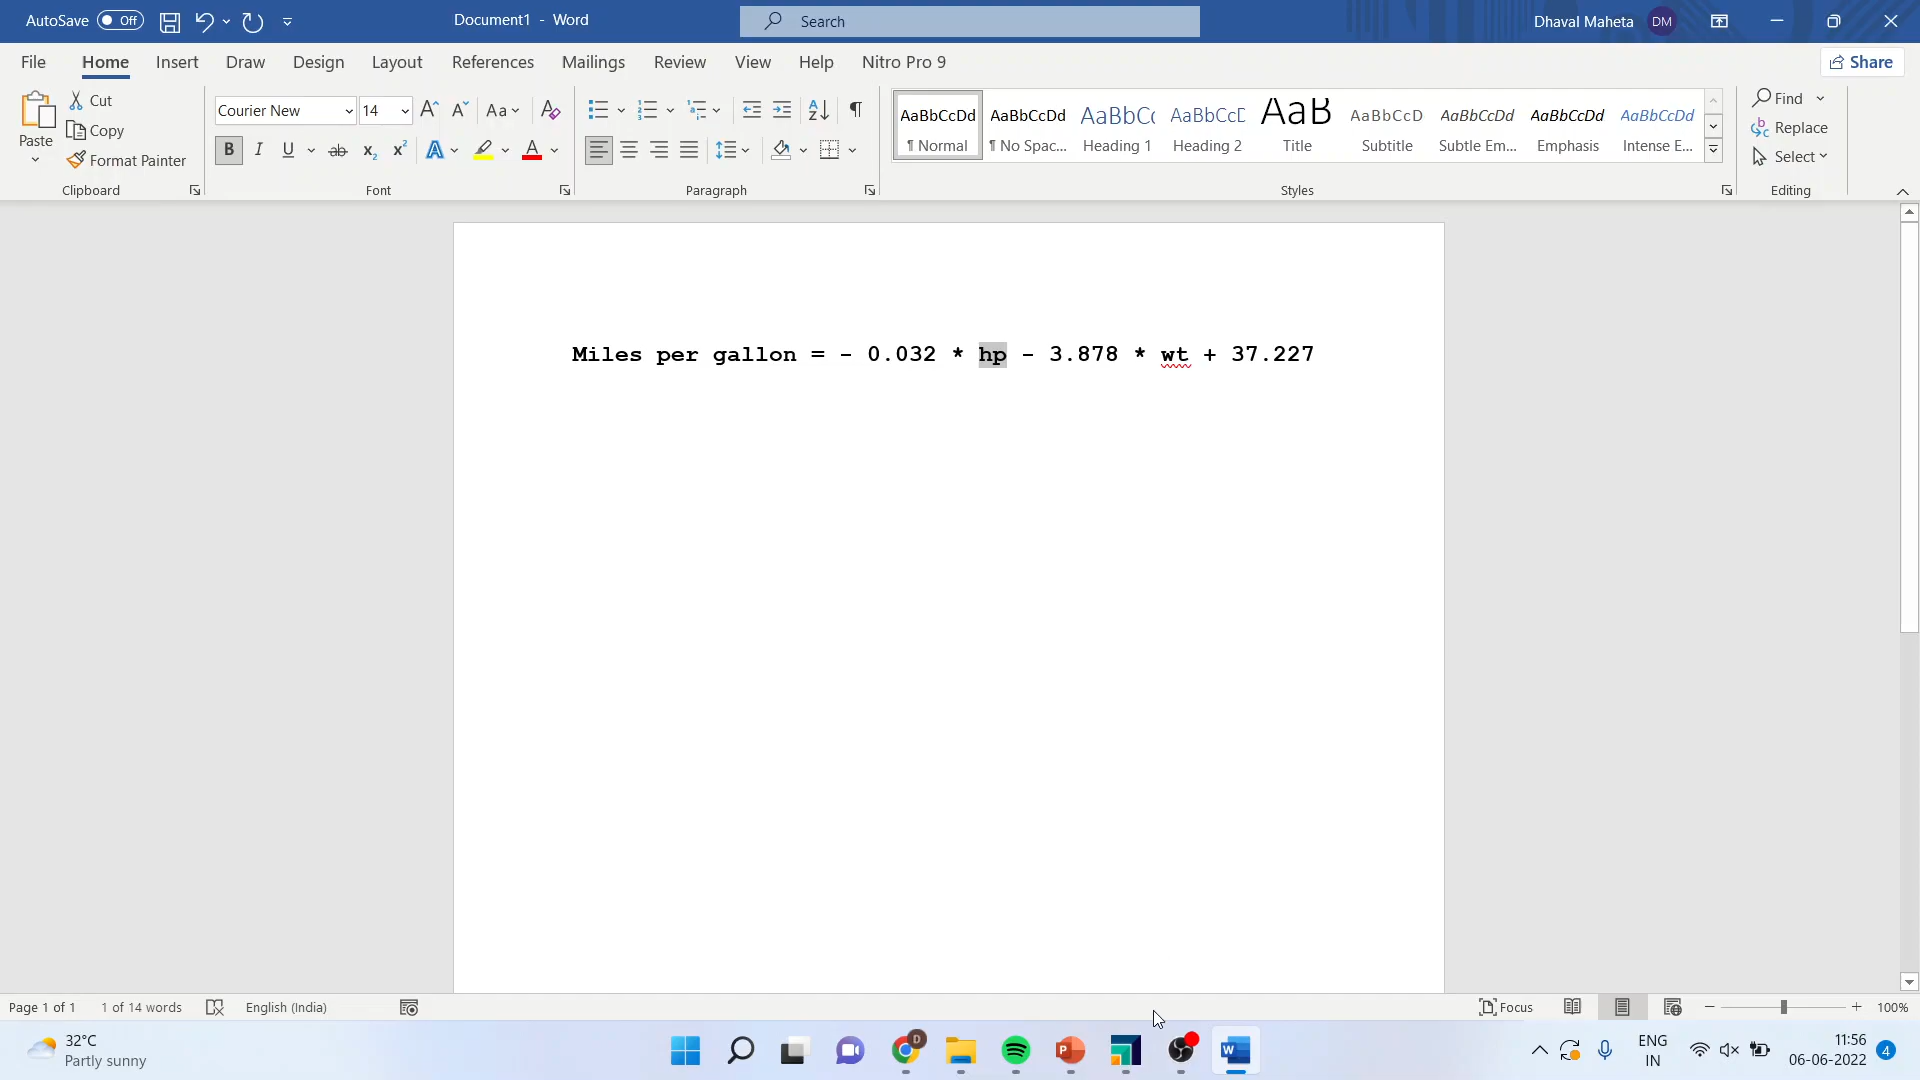 AutoSave Off Document1 - Word Search Dhaval Maheta DM
File Home Insert Draw Design Layout References Mailings Review View Help Nitro Pro 9 Share
Paste
Cut
Copy
Format Painter
Clipboard
Courier New 14
Font
Paragraph
AaBbCcDd AaBbCcDd AaBbCc AaBbCcD AaB AaBbCcD AaBbCcDd AaBbCcDd AaBbCcDd
¶ Normal ¶ No Spac... Heading 1 Heading 2 Title Subtitle Subtle Em... Emphasis Intense E...
Styles
Find
Replace
Select
Editing
Miles per gallon = - 0.032 * hp - 3.878 * wt + 37.227
Page 1 of 1 1 of 14 words English (India) Focus 100%
32°C
Partly sunny
ENG
IN
11:56
06-06-2022
4